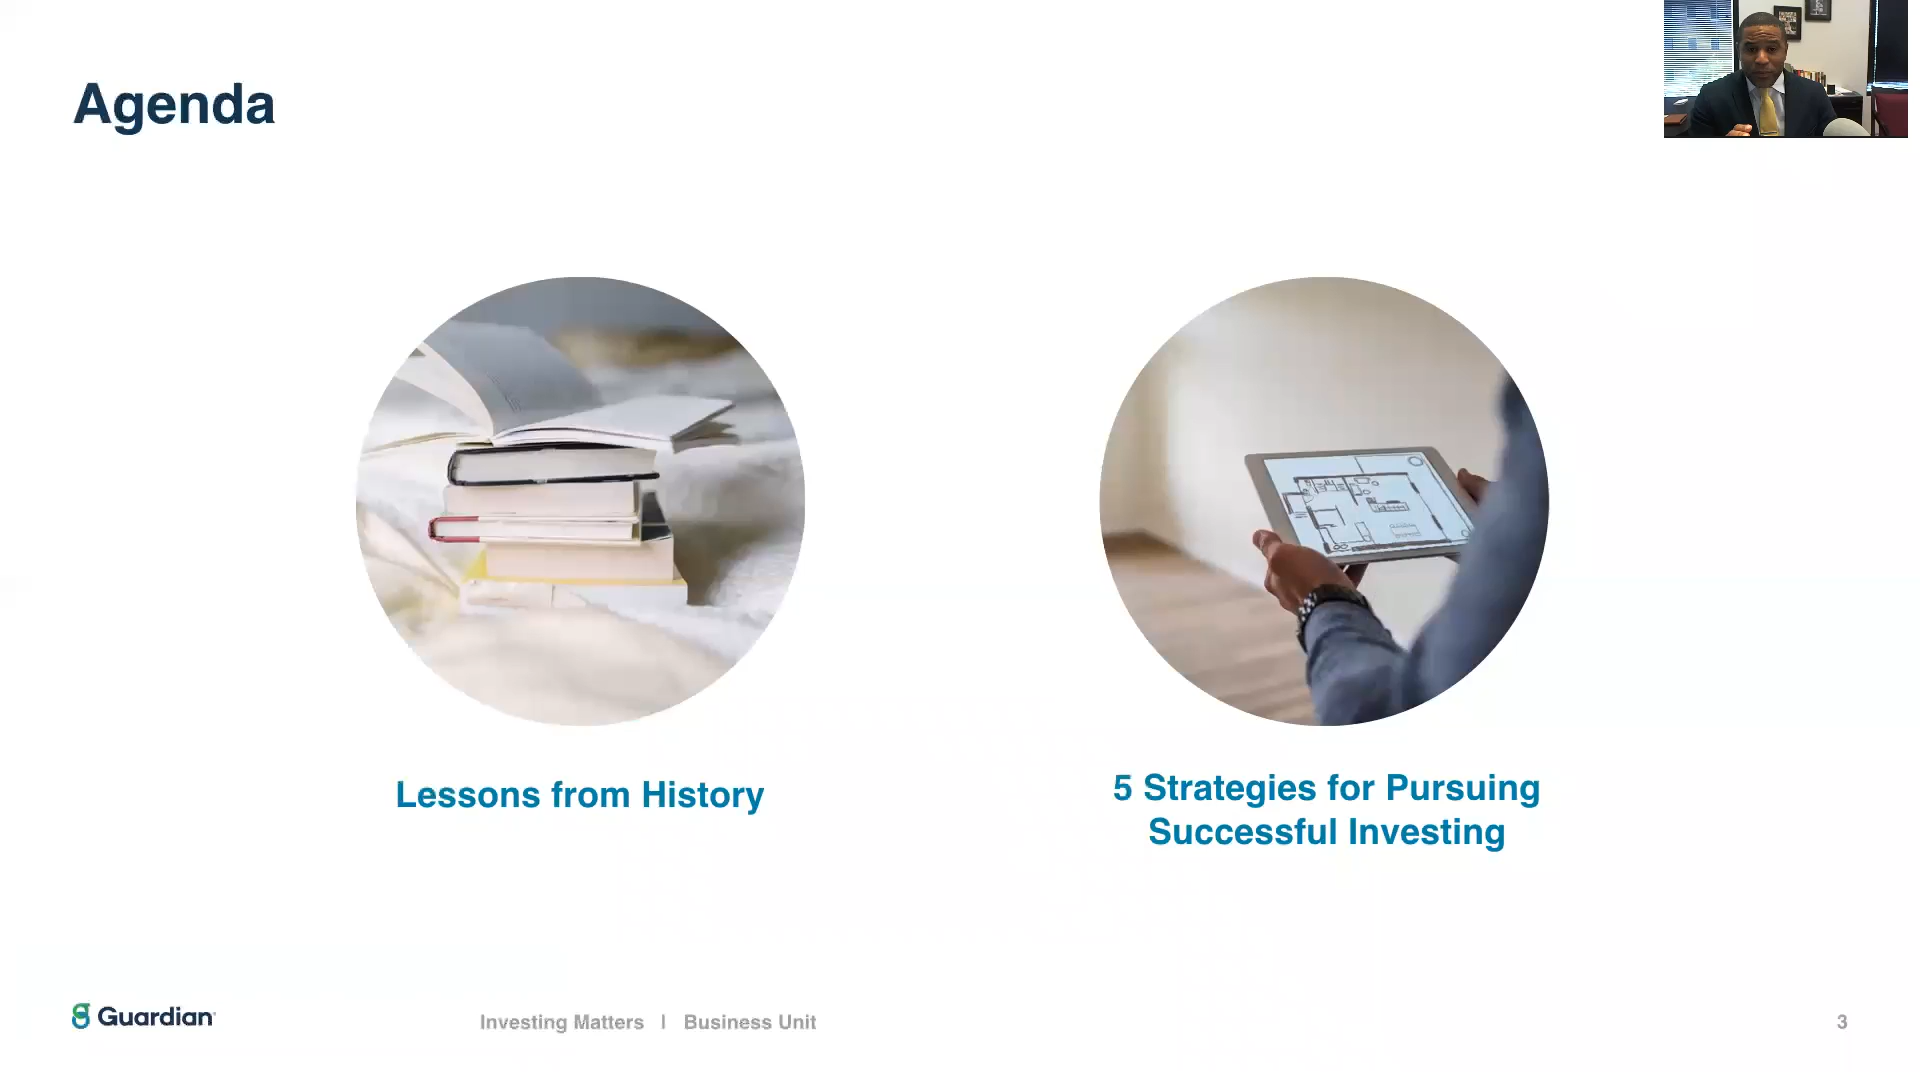 Agenda
Lessons from History
5 Strategies for Pursuing
Successful Investing
Guardian
Investing Matters | Business Unit
3